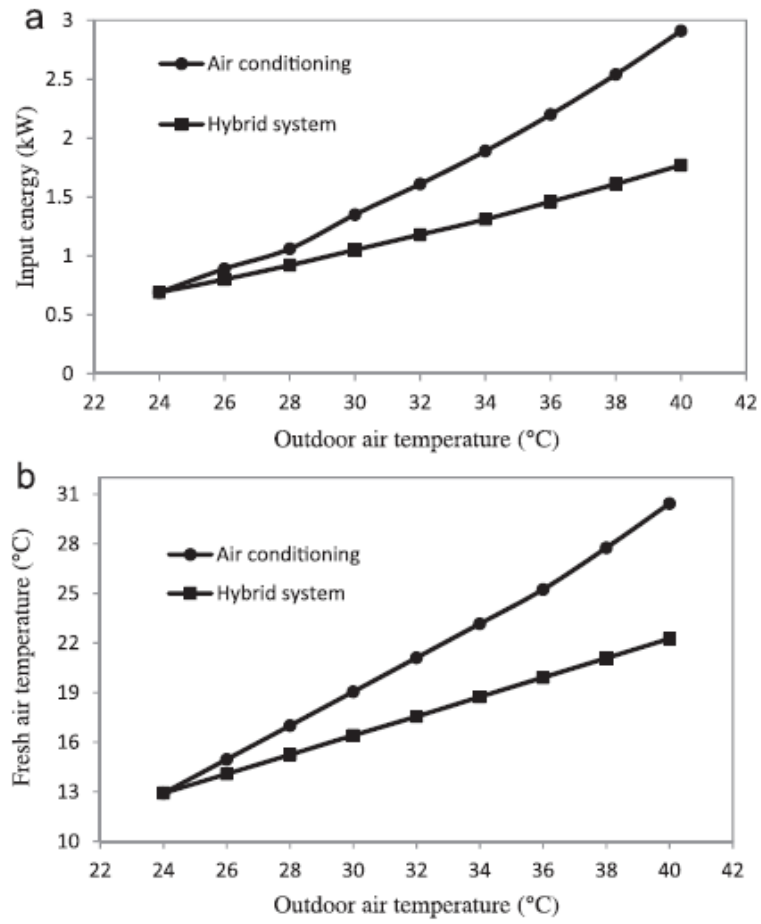 a
Input energy (kW)
3
2.5
2
1.5
1
0.5
0
Air conditioning
Hybrid system
22 24 26 28 30 32 34 36 38 40 42
Outdoor air temperature (°C)
b
Fresh air temperature (°C)
31
28
25
22
19
16
13
10
Air conditioning
Hybrid system
22 24 26 28 30 32 34 36 38 40 42
Outdoor air temperature (°C)